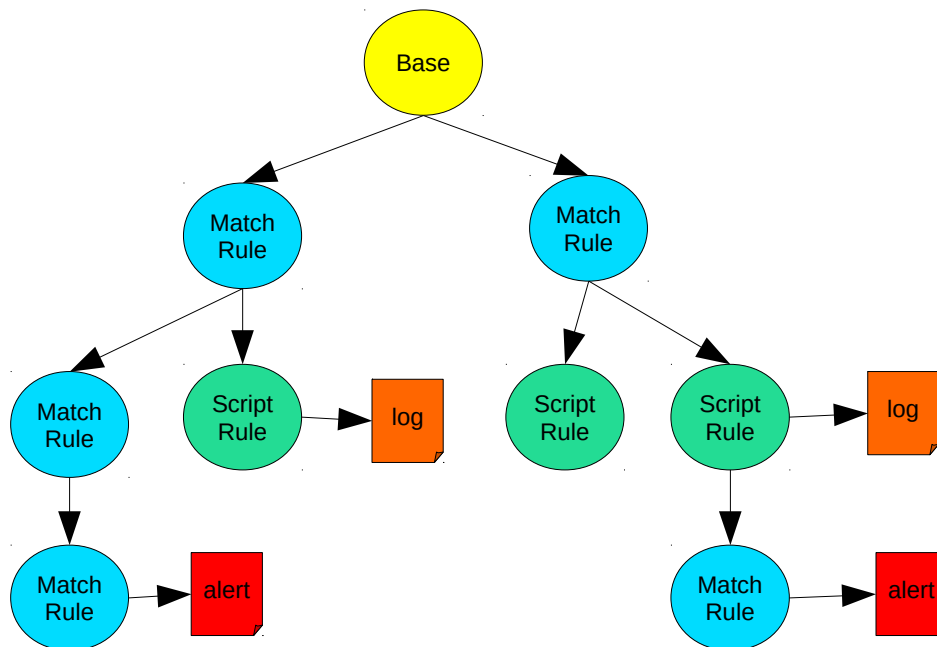 Base
Match
Rule
Match
Rule
Match
Rule
Script
Rule
log
Script
Rule
Script
Rule
log
Match
Rule
alert
Match
Rule
alert